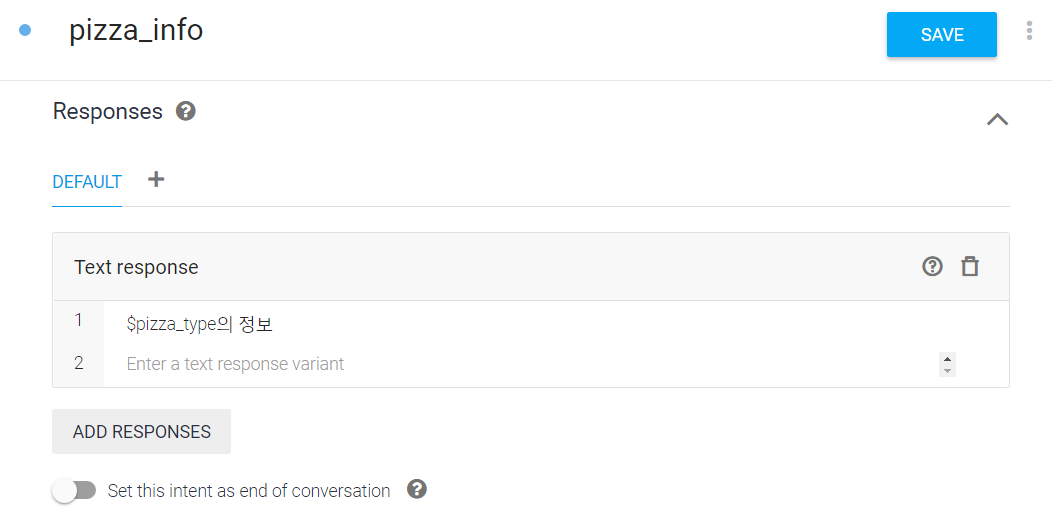 pizza_info
SAVE
Responses
DEFAULT
Text response
1 $pizza_type의 정보
2 Enter a text response variant
ADD RESPONSES
Set this intent as end of conversation